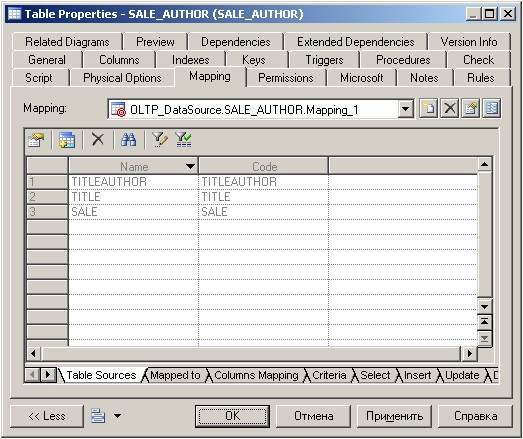 Table Properties - SALE_AUTHOR (SALE_AUTHOR)
Related Diagrams Preview Dependencies Extended Dependencies Version Info
General Columns Indexes Keys Triggers Procedures Check
Script Physical Options Mapping Permissions Microsoft Notes Rules
Mapping: OLTP_DataSource.SALE_AUTHOR.Mapping_1
Name Code
1 TITLEAUTHOR TITLEAUTHOR
2 TITLE TITLE
3 SALE SALE
Table Sources Mapped to Columns Mapping Criteria Select Insert Update
<< Less OK Отмена Применить Справка